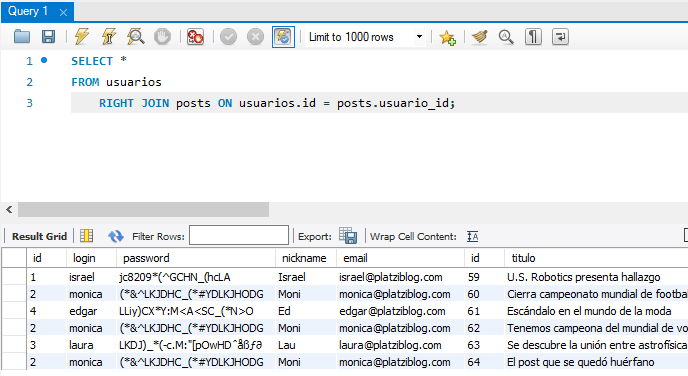 Query 1
Limit to 1000 rows
1 SELECT *
2 FROM usuarios
3 RIGHT JOIN posts ON usuarios.id = posts.usuario_id;
Result Grid Filter Rows: Export: Wrap Cell Content:
id login password nickname email id titulo
1 israel jc8209*(^GCHN_(hcLA Israel israel@platziblog.com 59 U.S. Robotics presenta hallazgo
2 monica (*&^LKJDHC_(*#YDLKJHODG Moni monica@platziblog.com 60 Cierra campeonato mundial de footba
4 edgar LLiy)CX*Y:M<A<SC_(*N>O Ed edgar@platziblog.com 61 Escándalo en el mundo de la moda
2 monica (*&^LKJDHC_(*#YDLKJHODG Moni monica@platziblog.com 62 Tenemos campeona del mundial de vo
3 laura LKDJ)_*(-c.M:"[pOwHDˆåßƒ∂ Lau laura@platziblog.com 63 Se descubre la unión entre astrofísica
2 monica (*&^LKJDHC_(*#YDLKJHODG Moni monica@platziblog.com 64 El post que se quedó huérfano